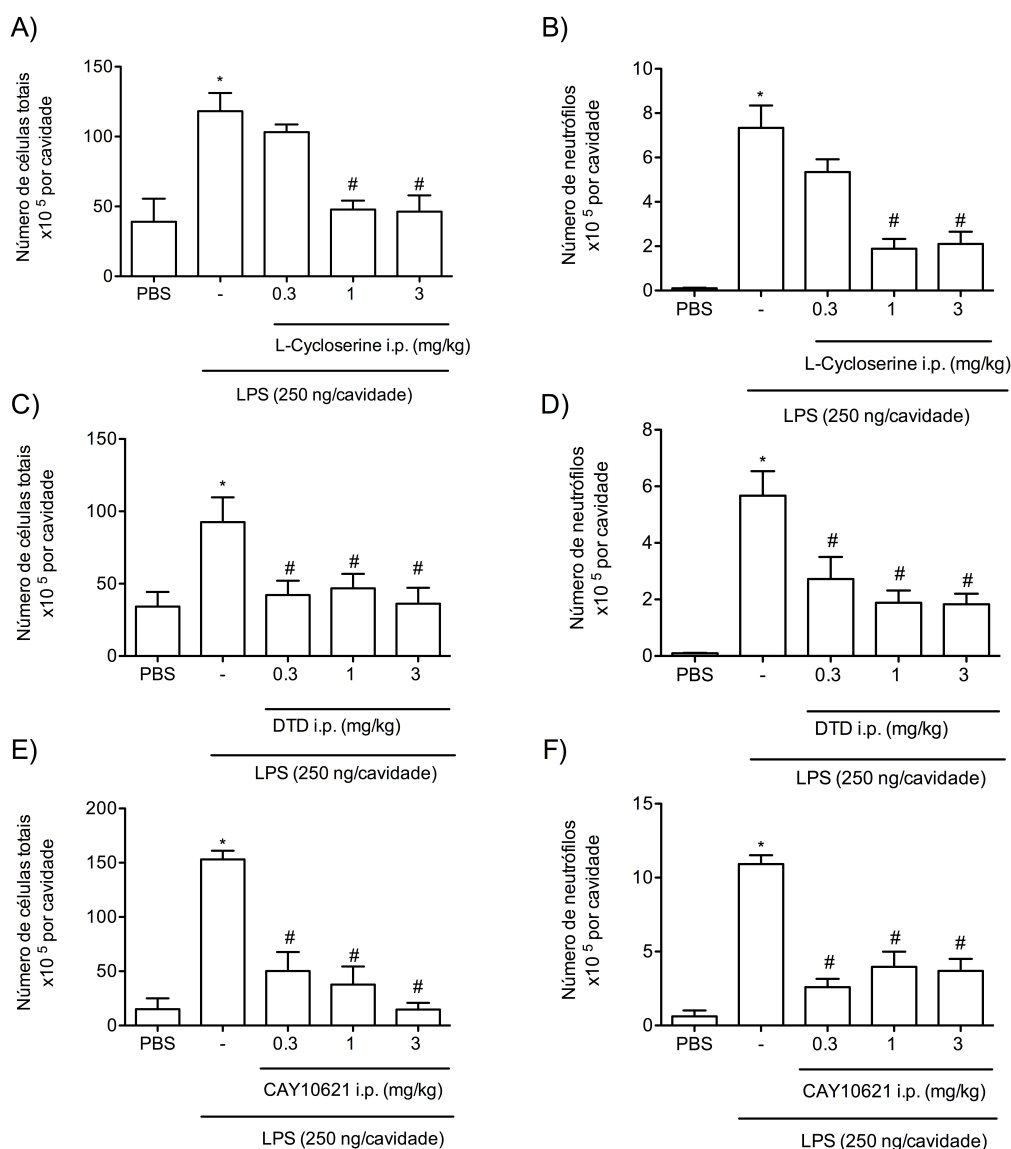 A)
Número de células totais
x10 5 por cavidade
150
100
50
0
*
#
#
PBS
-
0.3
1
3
L-Cycloserine i.p. (mg/kg)
LPS (250 ng/cavidade)
B)
Número de neutrófilos
x10 5 por cavidade
10
8
6
4
2
0
*
#
#
PBS
-
0.3
1
3
L-Cycloserine i.p. (mg/kg)
LPS (250 ng/cavidade)
C)
Número de células totais
x10 5 por cavidade
150
100
50
0
*
#
#
#
PBS
-
0.3
1
3
DTD i.p. (mg/kg)
LPS (250 ng/cavidade)
D)
Número de neutrófilos
x10 5 por cavidade
8
6
4
2
0
*
#
#
#
PBS
-
0.3
1
3
DTD i.p. (mg/kg)
LPS (250 ng/cavidade)
E)
Número de células totais
x10 5 por cavidade
200
150
100
50
0
*
#
#
#
PBS
-
0.3
1
3
CAY10621 i.p. (mg/kg)
LPS (250 ng/cavidade)
F)
Número de neutrófilos
x10 5 por cavidade
15
10
5
0
*
#
#
#
PBS
-
0.3
1
3
CAY10621 i.p. (mg/kg)
LPS (250 ng/cavidade)